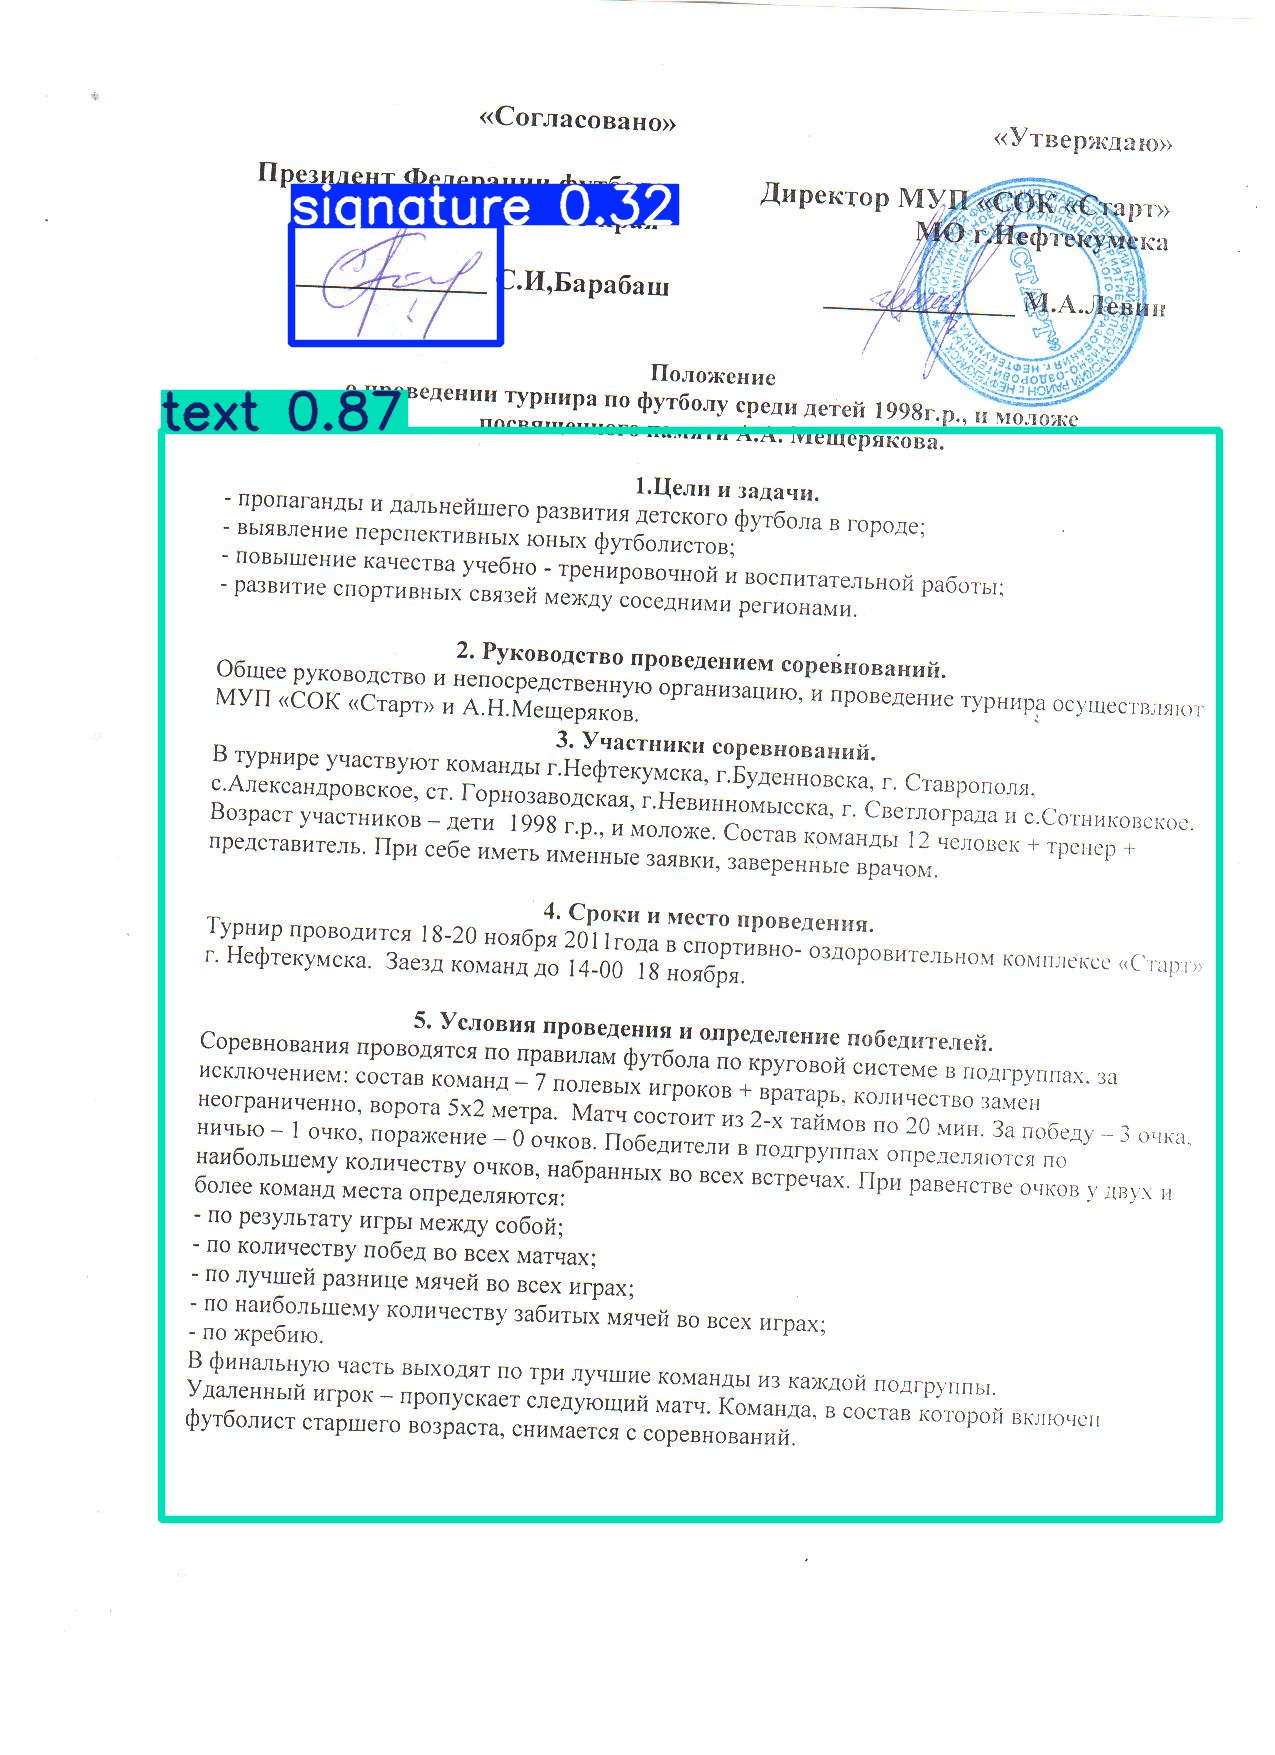 «Согласовано»
«Утверждаю»
Президент Федерации
края
signature 0.32
С.И,Барабаш
Директор МУП «СОК «Старт»
МО г.Нефтекумска
М.А.Левин
СТАРТ
Положение
text 0.87
о проведении турнира по футболу среди детей 1998г.р., и моложе
посвященного памяти А.А. Мещерякова.
1.Цели и задачи.
- пропаганды и дальнейшего развития детского футбола в городе;
- выявление перспективных юных футболистов;
- повышение качества учебно - тренировочной и воспитательной работы;
- развитие спортивных связей между соседними регионами.
2. Руководство проведением соревнований.
Общее руководство и непосредственную организацию, и проведение турнира осуществляют
МУП «СОК «Старт» и А.Н.Мещеряков.
3. Участники соревнований.
В турнире участвуют команды г.Нефтекумска, г.Буденновска, г. Ставрополя,
с.Александровское, ст. Горнозаводская, г.Невинномысска, г. Светлограда и с.Сотниковское.
Возраст участников – дети 1998 г.р., и моложе. Состав команды 12 человек + тренер +
представитель. При себе иметь именные заявки, заверенные врачом.
4. Сроки и место проведения.
Турнир проводится 18-20 ноября 2011года в спортивно- оздоровительном комплексе «Старт»
г. Нефтекумска. Заезд команд до 14-00 18 ноября.
5. Условия проведения и определение победителей.
Соревнования проводятся по правилам футбола по круговой системе в подгруппах, за
исключением: состав команд – 7 полевых игроков + вратарь, количество замен
неограниченно, ворота 5х2 метра. Матч состоит из 2-х таймов по 20 мин. За победу – 3 очка,
ничью – 1 очко, поражение – 0 очков. Победители в подгруппах определяются по
наибольшему количеству очков, набранных во всех встречах. При равенстве очков у двух и
более команд места определяются:
- по результату игры между собой;
- по количеству побед во всех матчах;
- по лучшей разнице мячей во всех играх;
- по наибольшему количеству забитых мячей во всех играх;
- по жребию.
В финальную часть выходят по три лучшие команды из каждой подгруппы.
Удаленный игрок – пропускает следующий матч. Команда, в состав которой включен
футболист старшего возраста, снимается с соревнований.